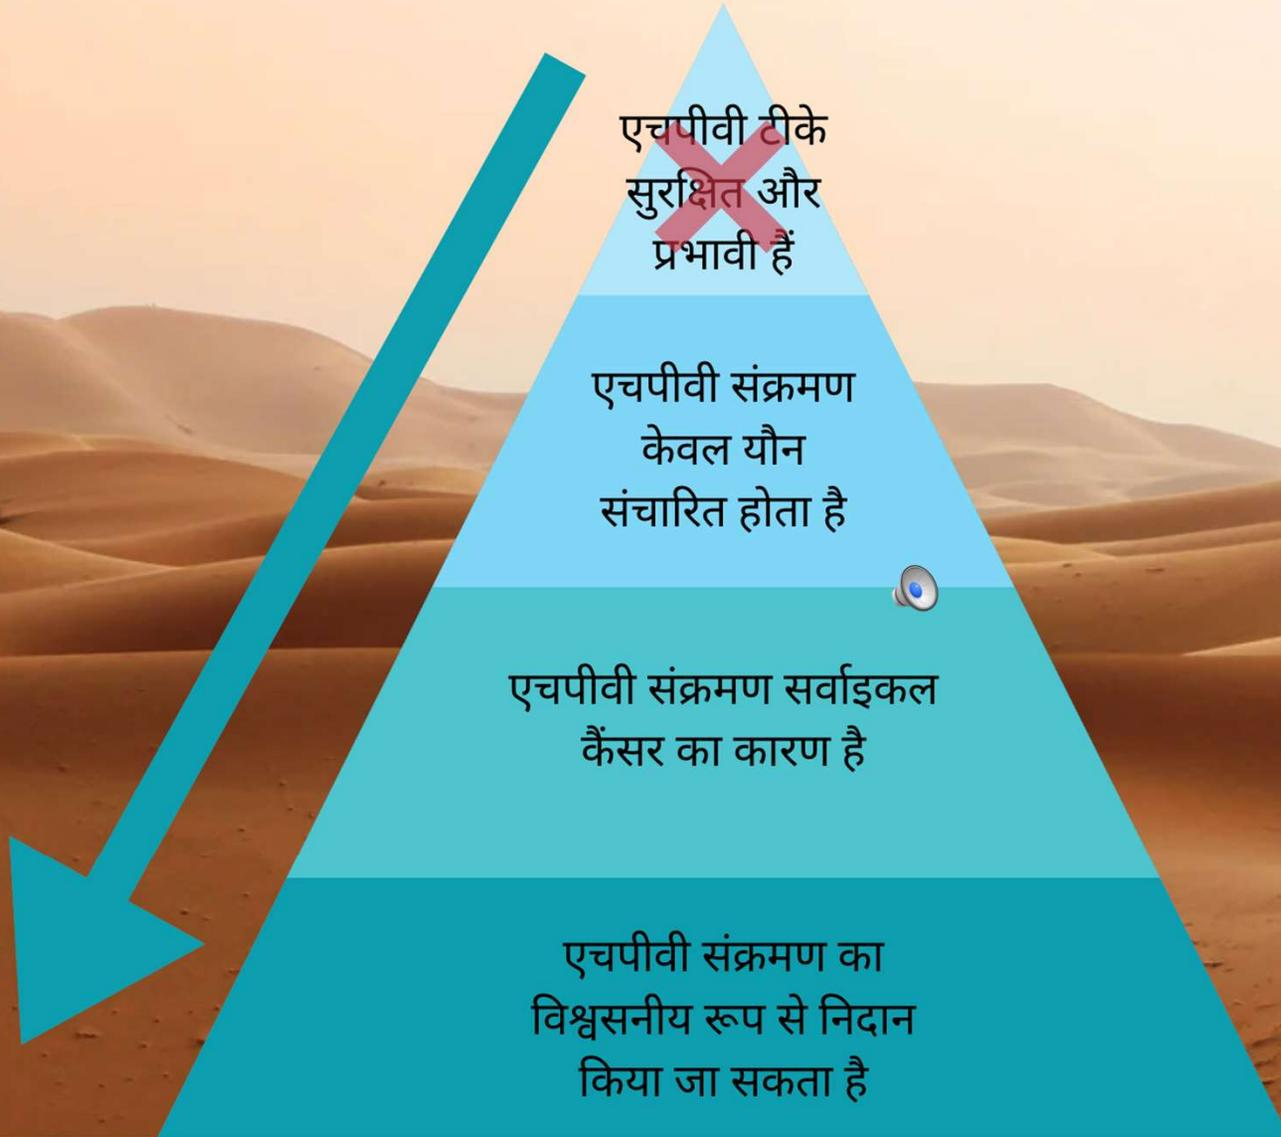 एचपीवी टीके
सुरक्षित और
प्रभावी हैं
एचपीवी संक्रमण
केवल यौन
संचारित होता है
एचपीवी संक्रमण सर्वाइकल
कैंसर का कारण है
एचपीवी संक्रमण का
विश्वसनीय रूप से निदान
किया जा सकता है